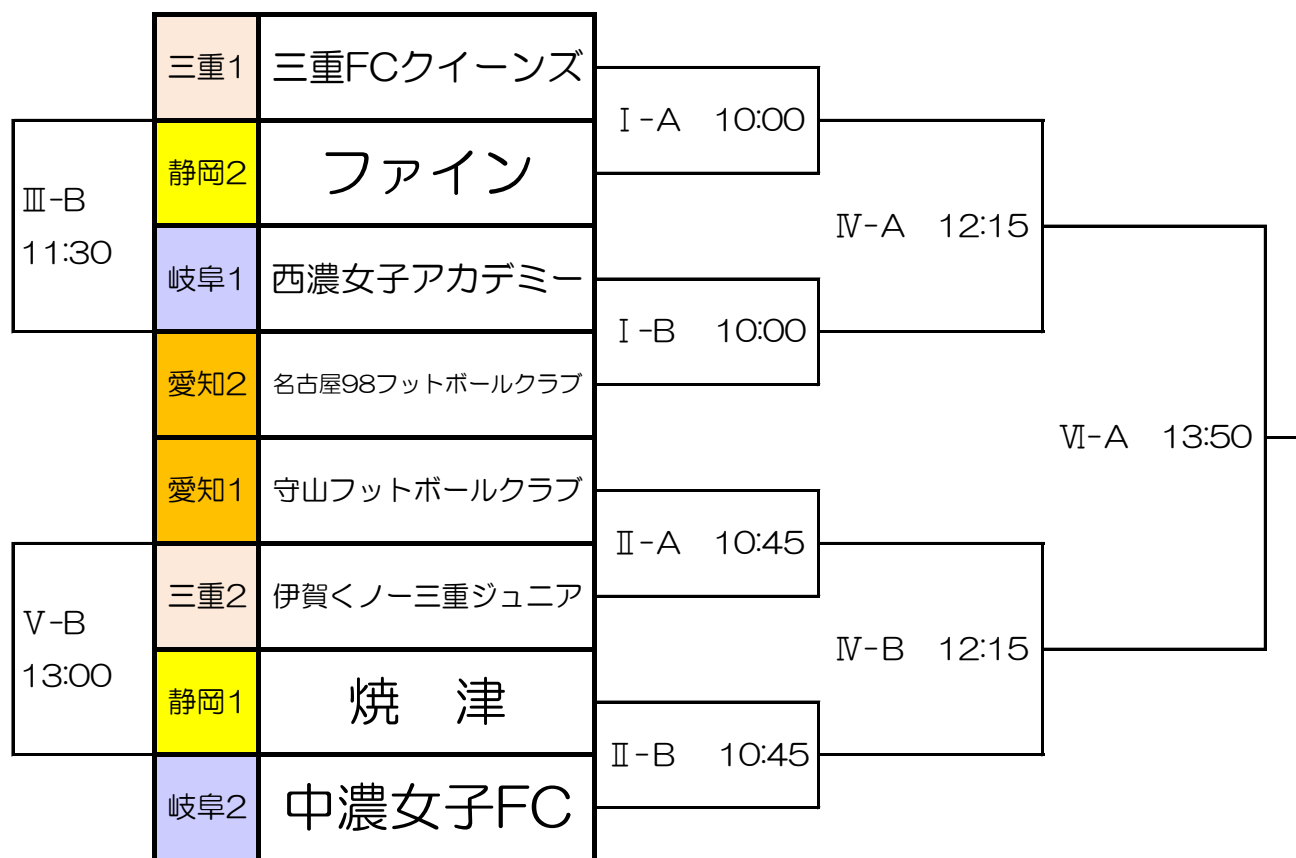 三重1 三重FCクイーンズ
Ⅰ-A 10:00
静岡2 ファイン
Ⅲ-B
11:30
Ⅳ-A 12:15
岐阜1 西濃女子アカデミー
Ⅰ-B 10:00
愛知2 名古屋98フットボールクラブ
Ⅵ-A 13:50
愛知1 守山フットボールクラブ
Ⅱ-A 10:45
三重2 伊賀くノ一三重ジュニア
Ⅴ-B
13:00
Ⅳ-B 12:15
静岡1 焼 津
Ⅱ-B 10:45
岐阜2 中濃女子FC